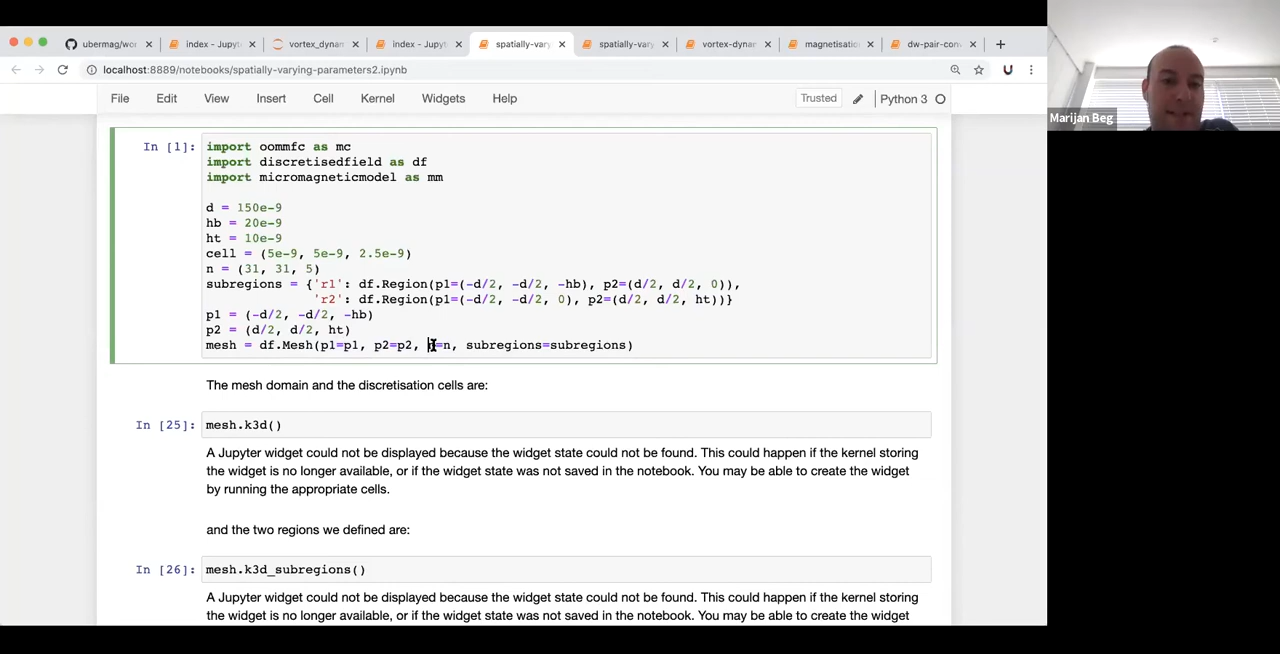 ubermag/wor
index - Jupyt
vortex_dynam
index - Jupyt
spatially-vary
spatially-vary
vortex-dynam
magnetisatio
dw-pair-conv
localhost:8889/notebooks/spatially-varying-parameters2.ipynb
File Edit View Insert Cell Kernel Widgets Help Trusted Python 3
Marijan Beg
In [1]: import oommfc as mc
import discretisedfield as df
import micromagneticmodel as mm
d = 150e-9
hb = 20e-9
ht = 10e-9
cell = (5e-9, 5e-9, 2.5e-9)
n = (31, 31, 5)
subregions = {'r1': df.Region(p1=(-d/2, -d/2, -hb), p2=(d/2, d/2, 0)),
'r2': df.Region(p1=(-d/2, -d/2, 0), p2=(d/2, d/2, ht))}
p1 = (-d/2, -d/2, -hb)
p2 = (d/2, d/2, ht)
mesh = df.Mesh(p1=p1, p2=p2, n=n, subregions=subregions)
The mesh domain and the discretisation cells are:
In [25]: mesh.k3d()
A Jupyter widget could not be displayed because the widget state could not be found. This could happen if the kernel storing
the widget is no longer available, or if the widget state was not saved in the notebook. You may be able to create the widget
by running the appropriate cells.
and the two regions we defined are:
In [26]: mesh.k3d_subregions()
A Jupyter widget could not be displayed because the widget state could not be found. This could happen if the kernel storing
the widget is no longer available, or if the widget state was not saved in the notebook. You may be able to create the widget